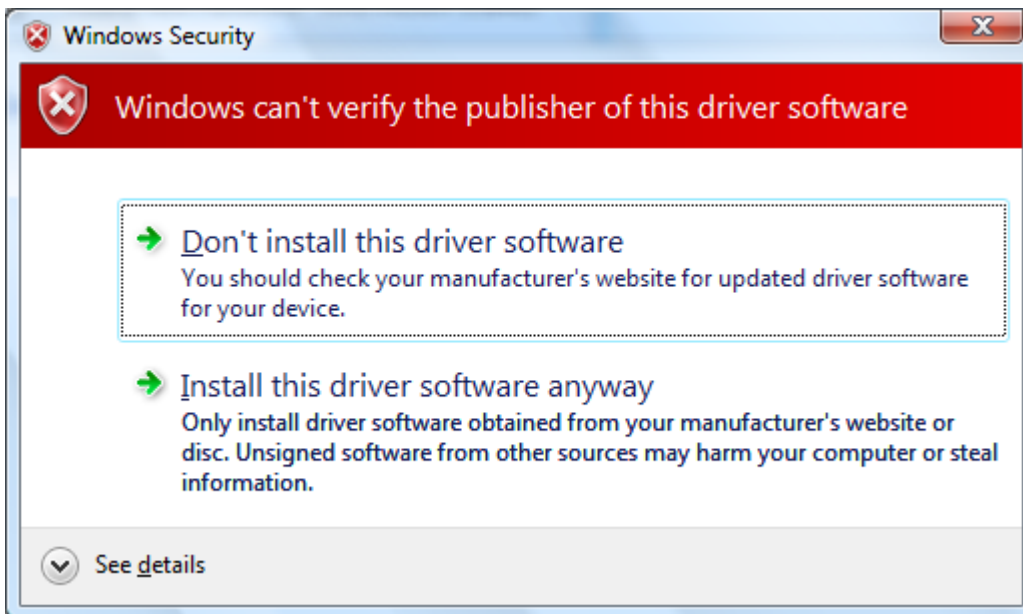 Windows Security
Windows can't verify the publisher of this driver software
Don't install this driver software
You should check your manufacturer's website for updated driver software
for your device.
Install this driver software anyway
Only install driver software obtained from your manufacturer's website or
disc. Unsigned software from other sources may harm your computer or steal
information.
See details